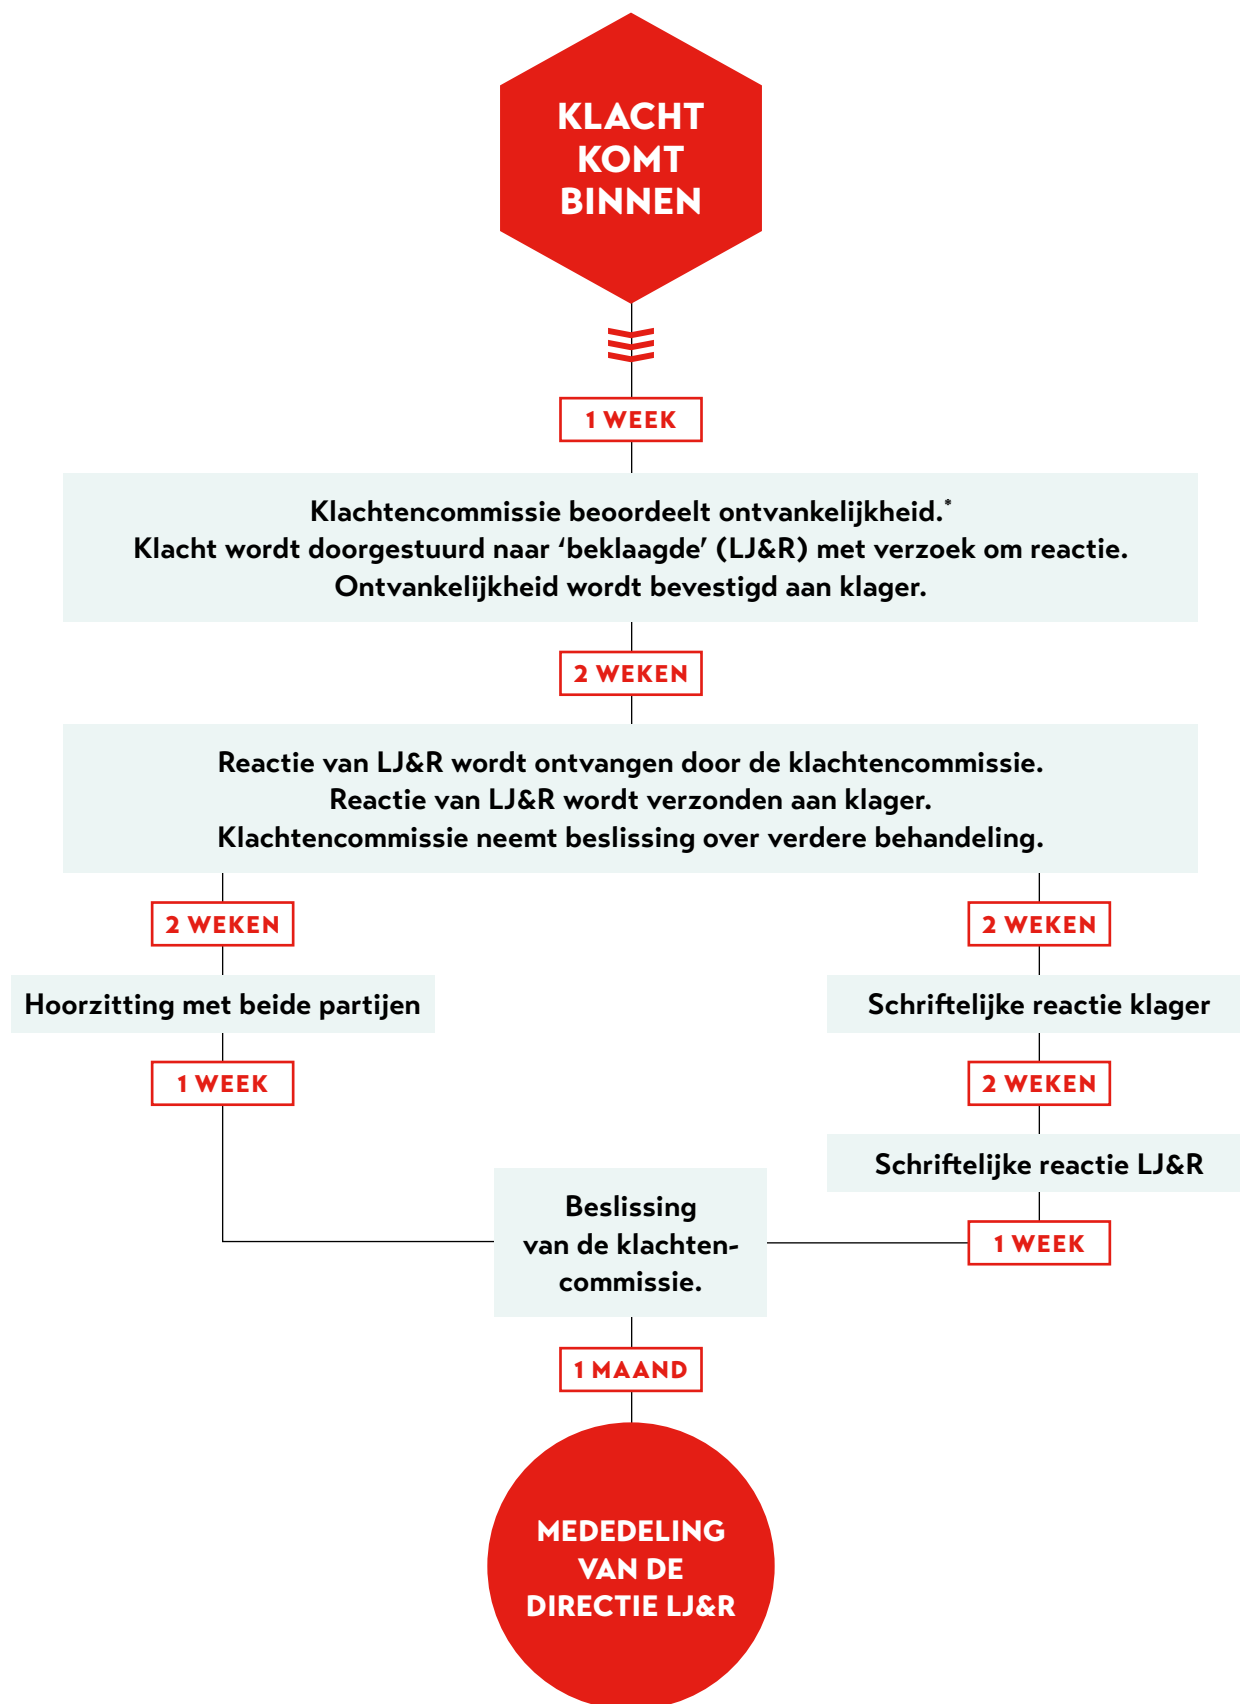 KLACHT
KOMT
BINNEN
1 WEEK
Klachtencommissie beoordeelt ontvankelijkheid.*
Klacht wordt doorgestuurd naar ‘beklaagde’ (LJ&R) met verzoek om reactie.
Ontvankelijkheid wordt bevestigd aan klager.
2 WEKEN
Reactie van LJ&R wordt ontvangen door de klachtencommissie.
Reactie van LJ&R wordt verzonden aan klager.
Klachtencommissie neemt beslissing over verdere behandeling.
2 WEKEN
Hoorzitting met beide partijen
1 WEEK
2 WEKEN
Schriftelijke reactie klager
2 WEKEN
Schriftelijke reactie LJ&R
1 WEEK
Beslissing
van de klachten-
commissie.
1 MAAND
MEDEDELING
VAN DE
DIRECTIE LJ&R